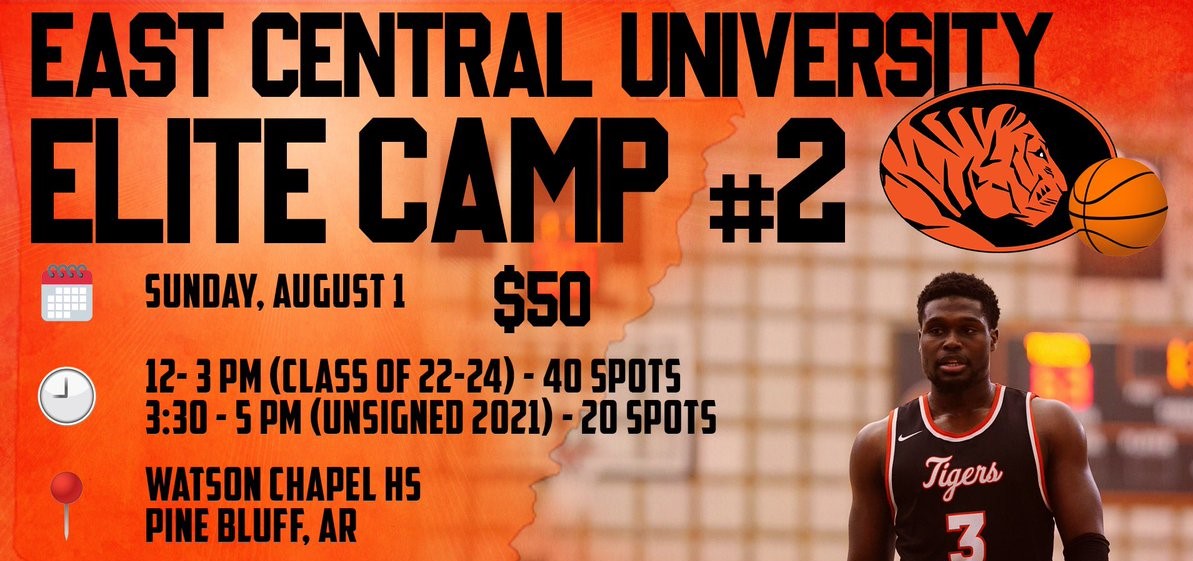 EAST CENTRAL UNIVERSITY
ELITE CAMP #2
SUNDAY, AUGUST 1
$50
12- 3 PM (CLASS OF 22-24) - 40 SPOTS
3:30 - 5 PM (UNSIGNED 2021) - 20 SPOTS
WATSON CHAPEL HS
PINE BLUFF, AR
Tigers
3